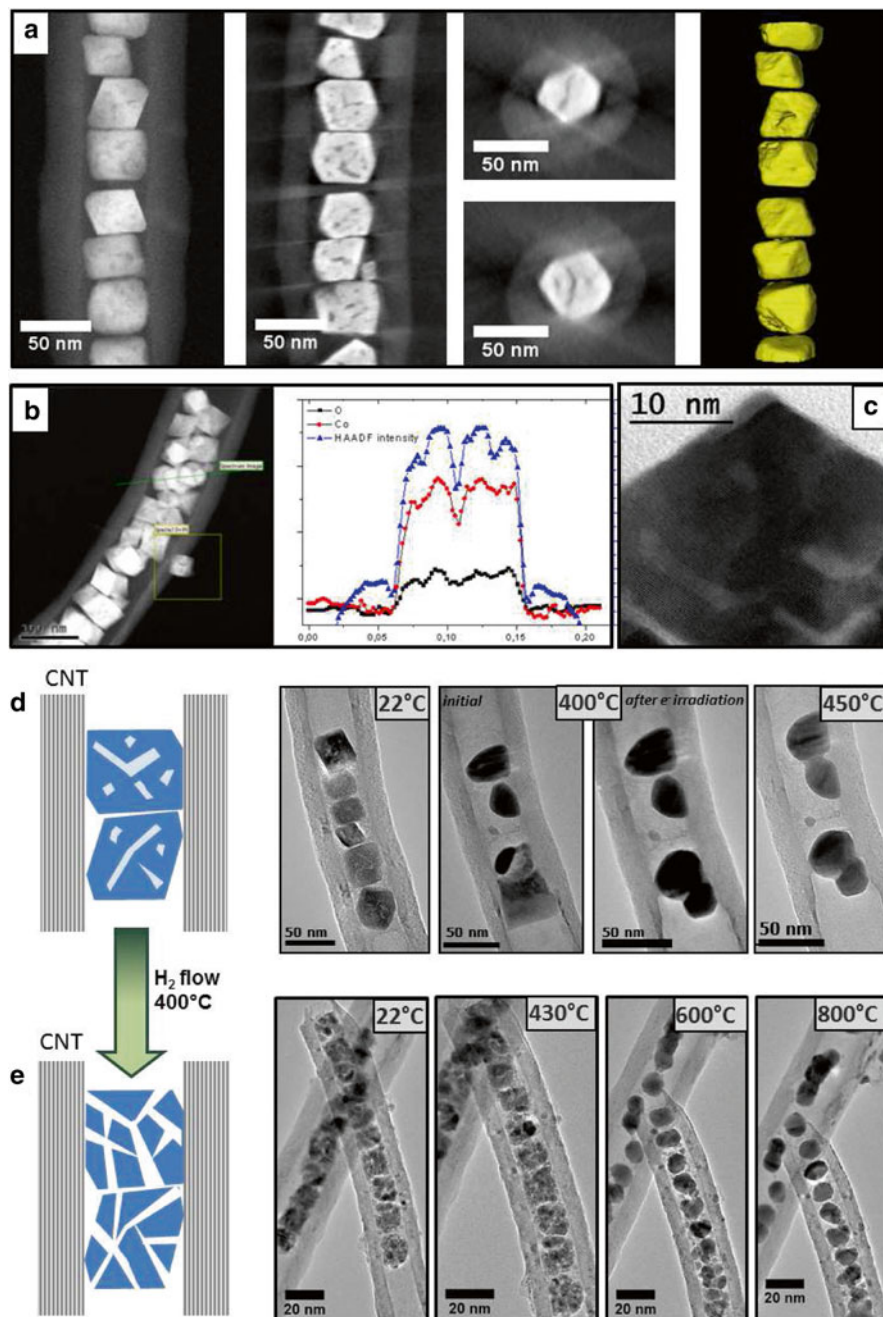 a
50 nm
50 nm
50 nm
50 nm
b
Spectrum Image
O
Co
HAADF intensity
0,00 0,05 0,10 0,15 0,20
10 nm
c
CNT
d
22°C
initial
400°C
after e⁻ irradiation
450°C
50 nm
50 nm
50 nm
50 nm
H₂ flow
400°C
CNT
e
22°C
430°C
600°C
800°C
20 nm
20 nm
20 nm
20 nm